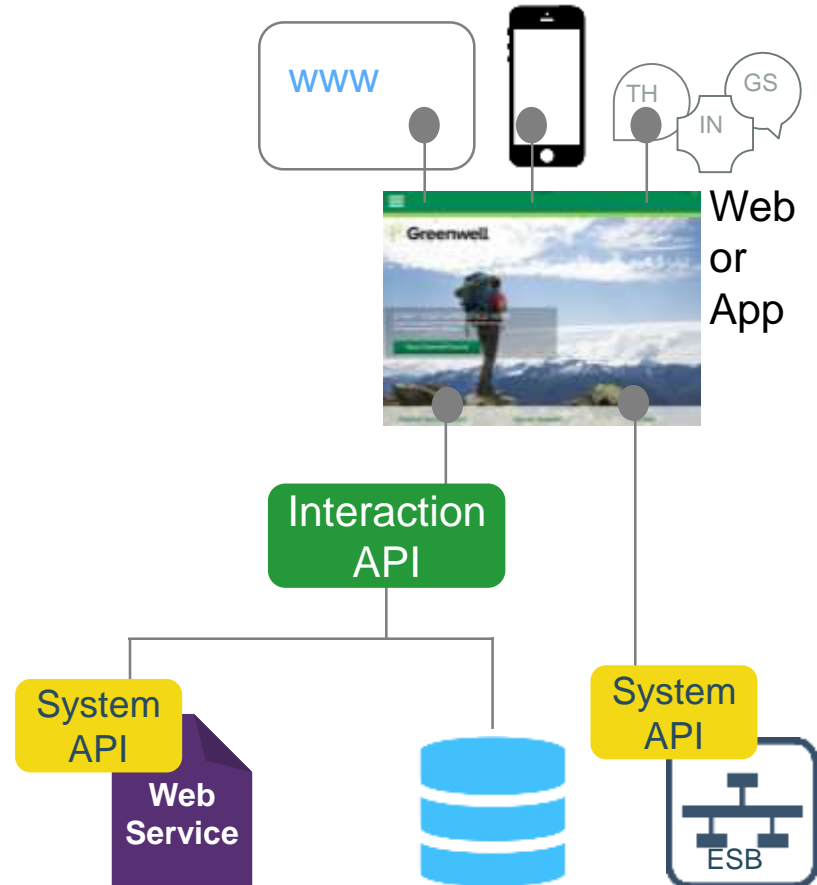 www
TH
GS
IN
Web
or
App
Greenwell
Interaction
API
System
API
System
API
Web
Service
ESB